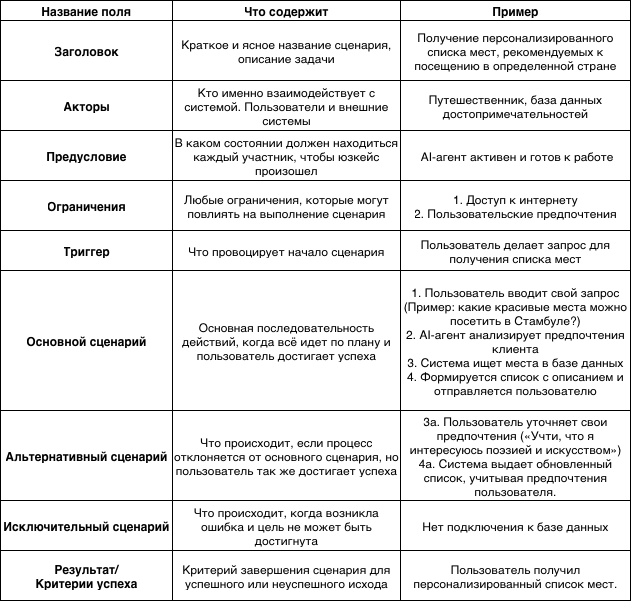 Название поля
Что содержит
Пример
Заголовок
Краткое и ясное название сценария,
описание задачи
Получение персонализированного
списка мест, рекомендуемых к
посещению в определенной стране
Акторы
Кто именно взаимодействует с
системой. Пользователи и внешние
системы
Путешественник, база данных
достопримечательностей
Предусловие
В каком состоянии должен находиться
каждый участник, чтобы юзкейс
произошел
AI-агент активен и готов к работе
Ограничения
Любые ограничения, которые могут
повлиять на выполнение сценария
1. Доступ к интернету
2. Пользовательские предпочтения
Триггер
Что провоцирует начало сценария
Пользователь делает запрос для
получения списка мест
Основной сценарий
Основная последовательность
действий, когда всё идет по плану и
пользователь достигает успеха
1. Пользователь вводит свой запрос
(Пример: какие красивые места можно
посетить в Стамбуле?)
2. AI-агент анализирует предпочтения
клиента
3. Система ищет места в базе данных
4. Формируется список с описанием и
отправляется пользователю
Альтернативный сценарий
Что происходит, если процесс
отклоняется от основного сценария, но
пользователь так же достигает успеха
3а. Пользователь уточняет свои
предпочтения («Учти, что я
интересуюсь поэзией и искусством»)
4а. Система выдает обновленный
список, учитывая предпочтения
пользователя.
Исключительный сценарий
Что происходит, когда возникла
ошибка и цель не может быть
достигнута
Нет подключения к базе данных
Результат/
Критерии успеха
Критерий завершения сценария для
успешного или неуспешного исхода
Пользователь получил
персонализированный список мест.